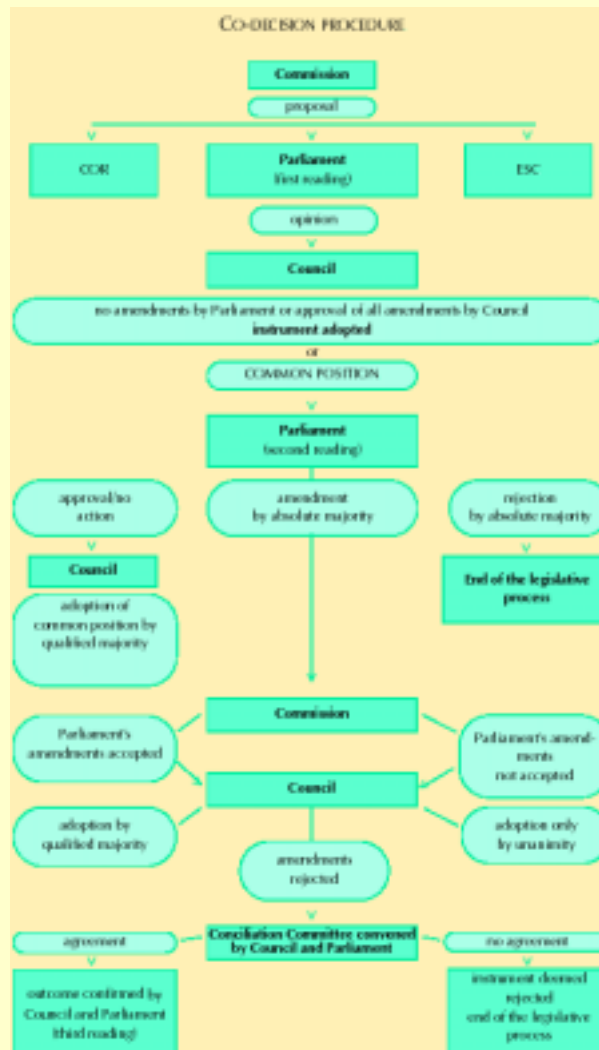 CO-DECISION PROCEDURE
Commission
proposal
COR
Parliament
(first reading)
ESC
opinion
Council
no amendments by Parliament or approval of all amendments by Council
instrument adopted
or
COMMON POSITION
Parliament
(second reading)
approval/no
action
amendment
by absolute majority
rejection
by absolute majority
Council
End of the legislative
process
adoption of
common position by
qualified majority
Commission
Parliament's
amendments accepted
Parliament's amend-
ments
not accepted
Council
adoption by
qualified majority
adoption only
by unanimity
amendments
rejected
Conciliation Committee convened
by Council and Parliament
agreement
no agreement
outcome confirmed by
Council and Parliament
(third reading)
instrument deemed
rejected
end of the legislative
process